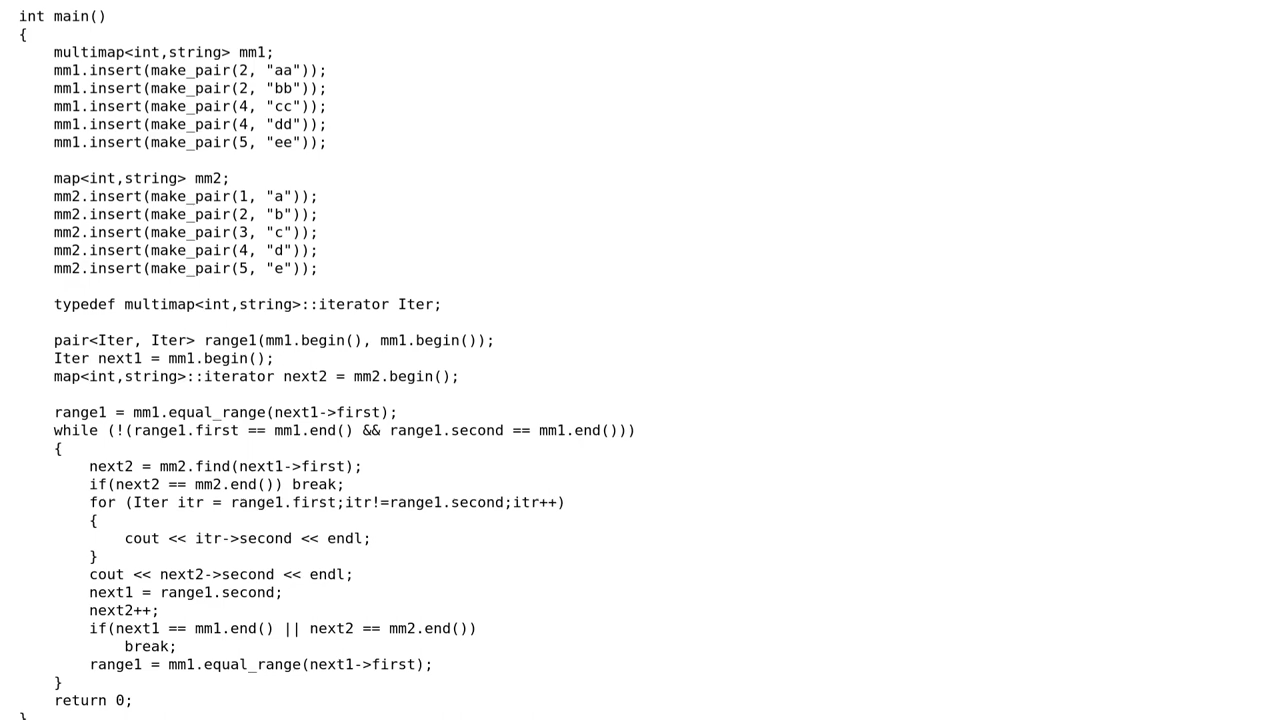 int main()
{
    multimap<int,string> mm1;
    mm1.insert(make_pair(2, "aa"));
    mm1.insert(make_pair(2, "bb"));
    mm1.insert(make_pair(4, "cc"));
    mm1.insert(make_pair(4, "dd"));
    mm1.insert(make_pair(5, "ee"));

    map<int,string> mm2;
    mm2.insert(make_pair(1, "a"));
    mm2.insert(make_pair(2, "b"));
    mm2.insert(make_pair(3, "c"));
    mm2.insert(make_pair(4, "d"));
    mm2.insert(make_pair(5, "e"));

    typedef multimap<int,string>::iterator Iter;

    pair<Iter, Iter> range1(mm1.begin(), mm1.begin());
    Iter next1 = mm1.begin();
    map<int,string>::iterator next2 = mm2.begin();

    range1 = mm1.equal_range(next1->first);
    while (!(range1.first == mm1.end() && range1.second == mm1.end()))
    {
        next2 = mm2.find(next1->first);
        if(next2 == mm2.end()) break;
        for (Iter itr = range1.first;itr!=range1.second;itr++)
        {
            cout << itr->second << endl;
        }
        cout << next2->second << endl;
        next1 = range1.second;
        next2++;
        if(next1 == mm1.end() || next2 == mm2.end())
            break;
        range1 = mm1.equal_range(next1->first);
    }
    return 0;
}